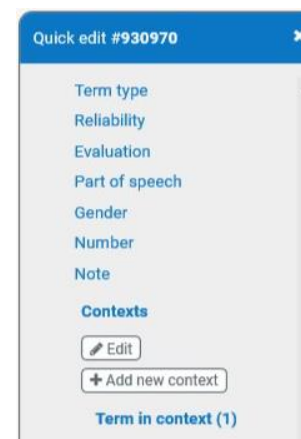 Quick edit #930970
Term type
Reliability
Evaluation
Part of speech
Gender
Number
Note
Contexts
Edit
+ Add new context
Term in context (1)